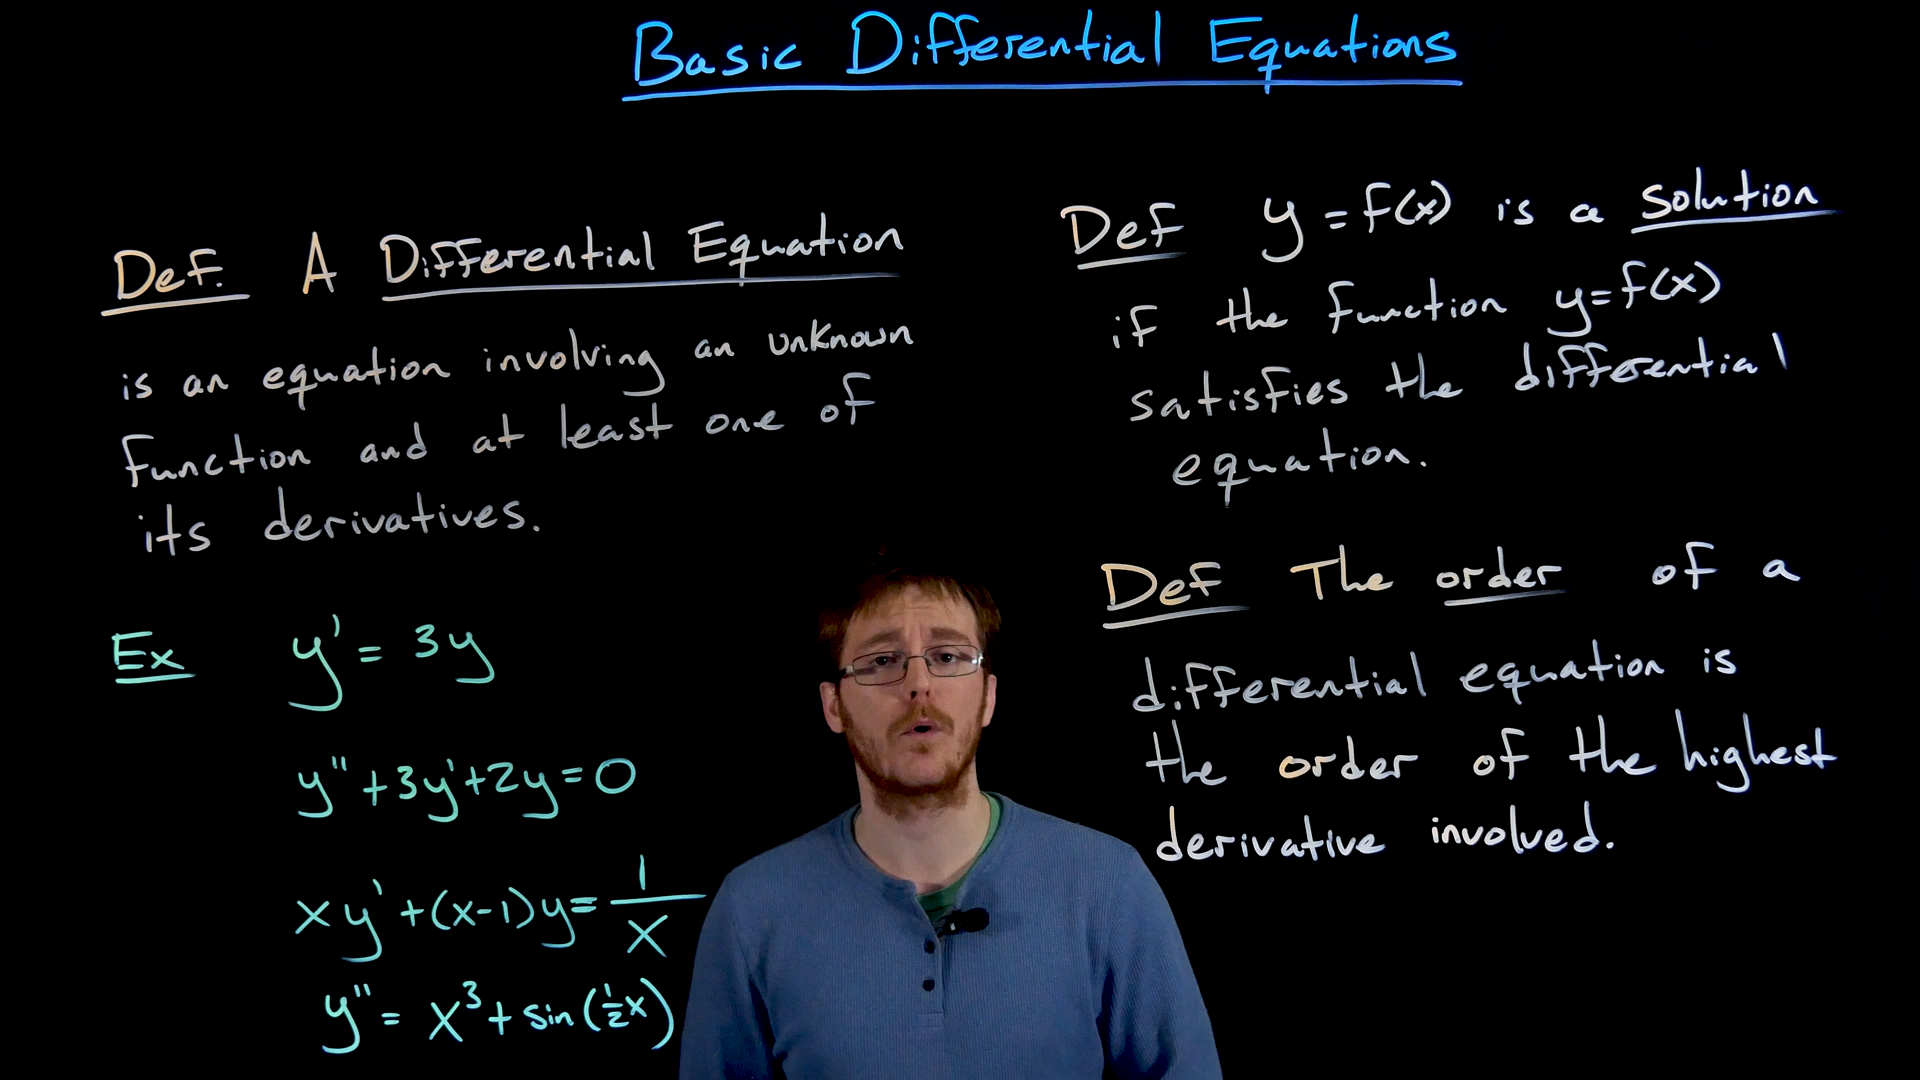 Basic Differential Equations
Def. A Differential Equation
is an equation involving an unknown
function and at least one of
its derivatives.
Ex y' = 3y
y''+3y'+2y=0
xy'+(x-1)y=1/x
y''= x³+sin(½x)
Def y=f(x) is a solution
if the function y=f(x)
satisfies the differential
equation.
Def The order of a
differential equation is
the order of the highest
derivative involved.